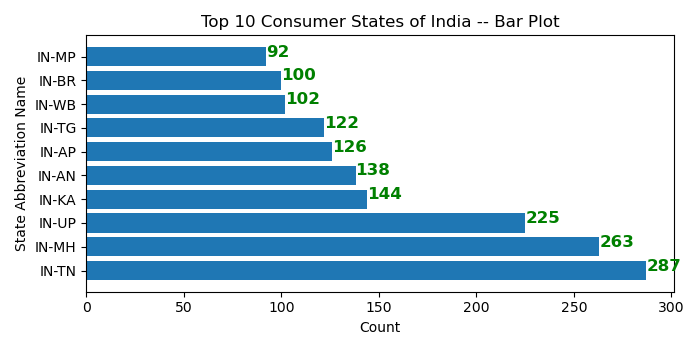 Top 10 Consumer States of India -- Bar Plot
State Abbreviation Name
IN-MP 92
IN-BR 100
IN-WB 102
IN-TG 122
IN-AP 126
IN-AN 138
IN-KA 144
IN-UP 225
IN-MH 263
IN-TN 287
0 50 100 150 200 250 300
Count